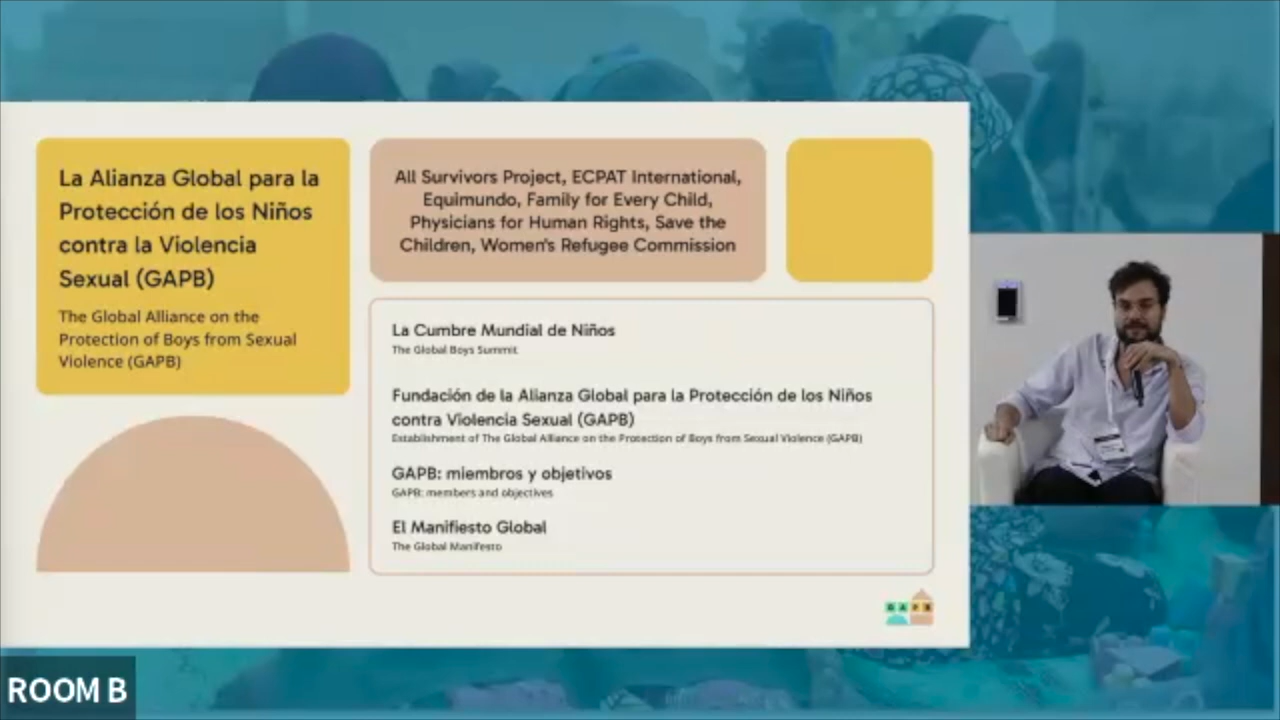 La Alianza Global para la
Protección de los Niños
contra la Violencia
Sexual (GAPB)
The Global Alliance on the
Protection of Boys from Sexual
Violence (GAPB)
All Survivors Project, ECPAT International,
Equimundo, Family for Every Child,
Physicians for Human Rights, Save the
Children, Women's Refugee Commission
La Cumbre Mundial de Niños
The Global Boys Summit
Fundación de la Alianza Global para la Protección de los Niños
contra Violencia Sexual (GAPB)
Establishment of The Global Alliance on the Protection of Boys from Sexual Violence (GAPB)
GAPB: miembros y objetivos
GAPB: members and objectives
El Manifiesto Global
The Global Manifesto
GAPB
ROOM B